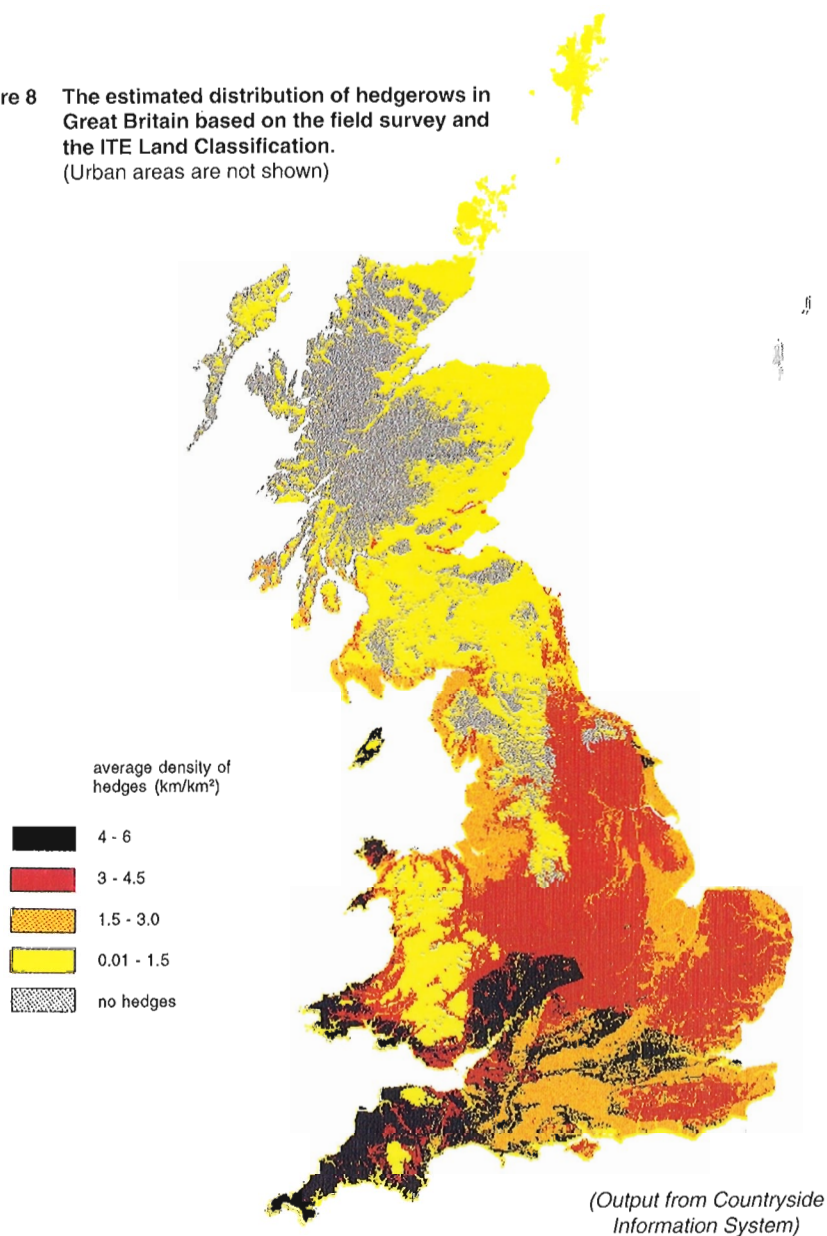 re 8 The estimated distribution of hedgerows in
Great Britain based on the field survey and
the ITE Land Classification.
(Urban areas are not shown)
average density of
hedges (km/km²)
4 - 6
3 - 4.5
1.5 - 3.0
0.01 - 1.5
no hedges
(Output from Countryside
Information System)